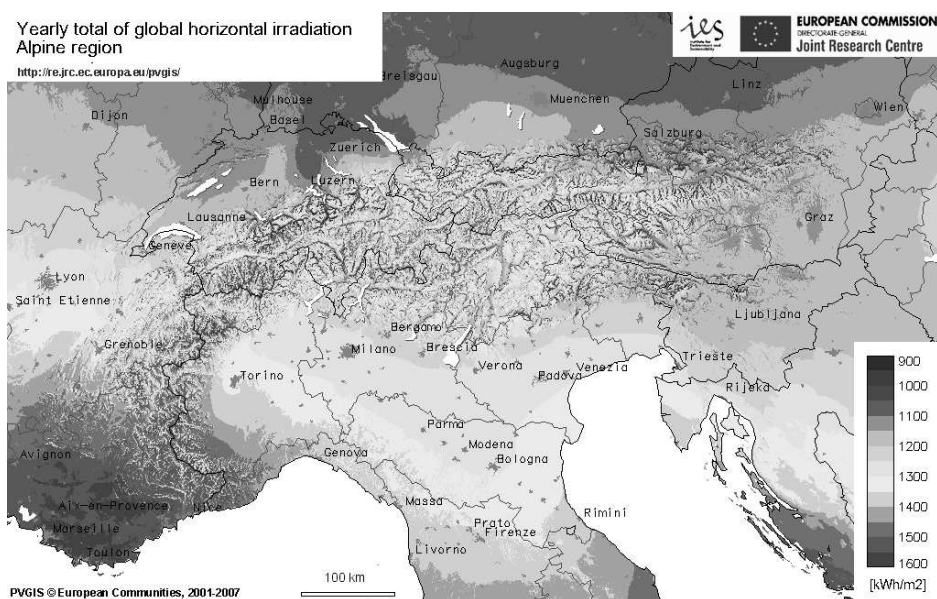 Yearly total of global horizontal irradiation
Alpine region
http://re.jrc.ec.europa.eu/pvgis/
ies
EUROPEAN COMMISSION
DIRECTORATE-GENERAL
Joint Research Centre
Augsburg
Breisgau
Linz
Muenchen
Mulhouse
Wien
Dijon
Basel
Salzburg
Zuerich
Bern
Luzern
Lausanne
Graz
Geneve
Lyon
Saint Etienne
Ljubljana
Bergamo
Grenoble
Milano
Brescia
Trieste
Verona
Venezia
Padova
Torino
Rijeka
Parma
Modena
Avignon
Genova
Bologna
Aix-en-Provence
Nice
Massa
Rimini
Marseille
Prato
Firenze
Toulon
Livorno
900
1000
1100
1200
1300
1400
1500
1600
[kWh/m2]
100 km
PVGIS © European Communities, 2001-2007